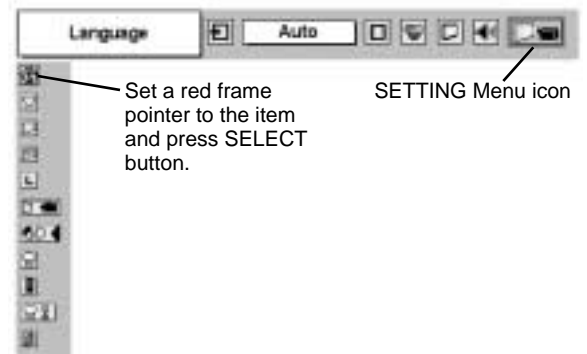 Language
Auto
Set a red frame
pointer to the item
and press SELECT
button.
SETTING Menu icon